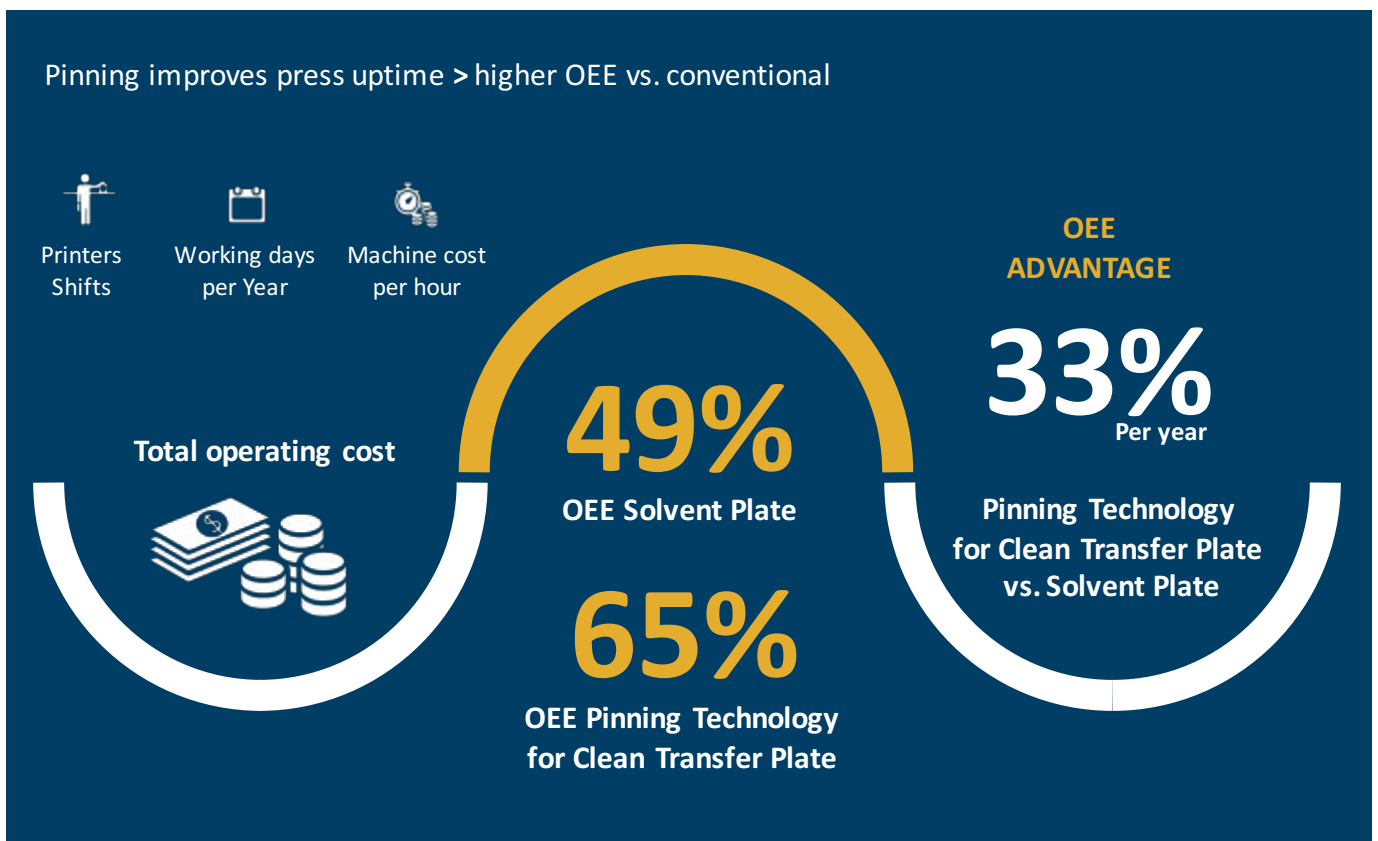 Pinning improves press uptime > higher OEE vs. conventional
Printers
Shifts
Working days
per Year
Machine cost
per hour
Total operating cost
49%
OEE Solvent Plate
65%
OEE Pinning Technology
for Clean Transfer Plate
OEE
ADVANTAGE
33%
Per year
Pinning Technology
for Clean Transfer Plate
vs. Solvent Plate